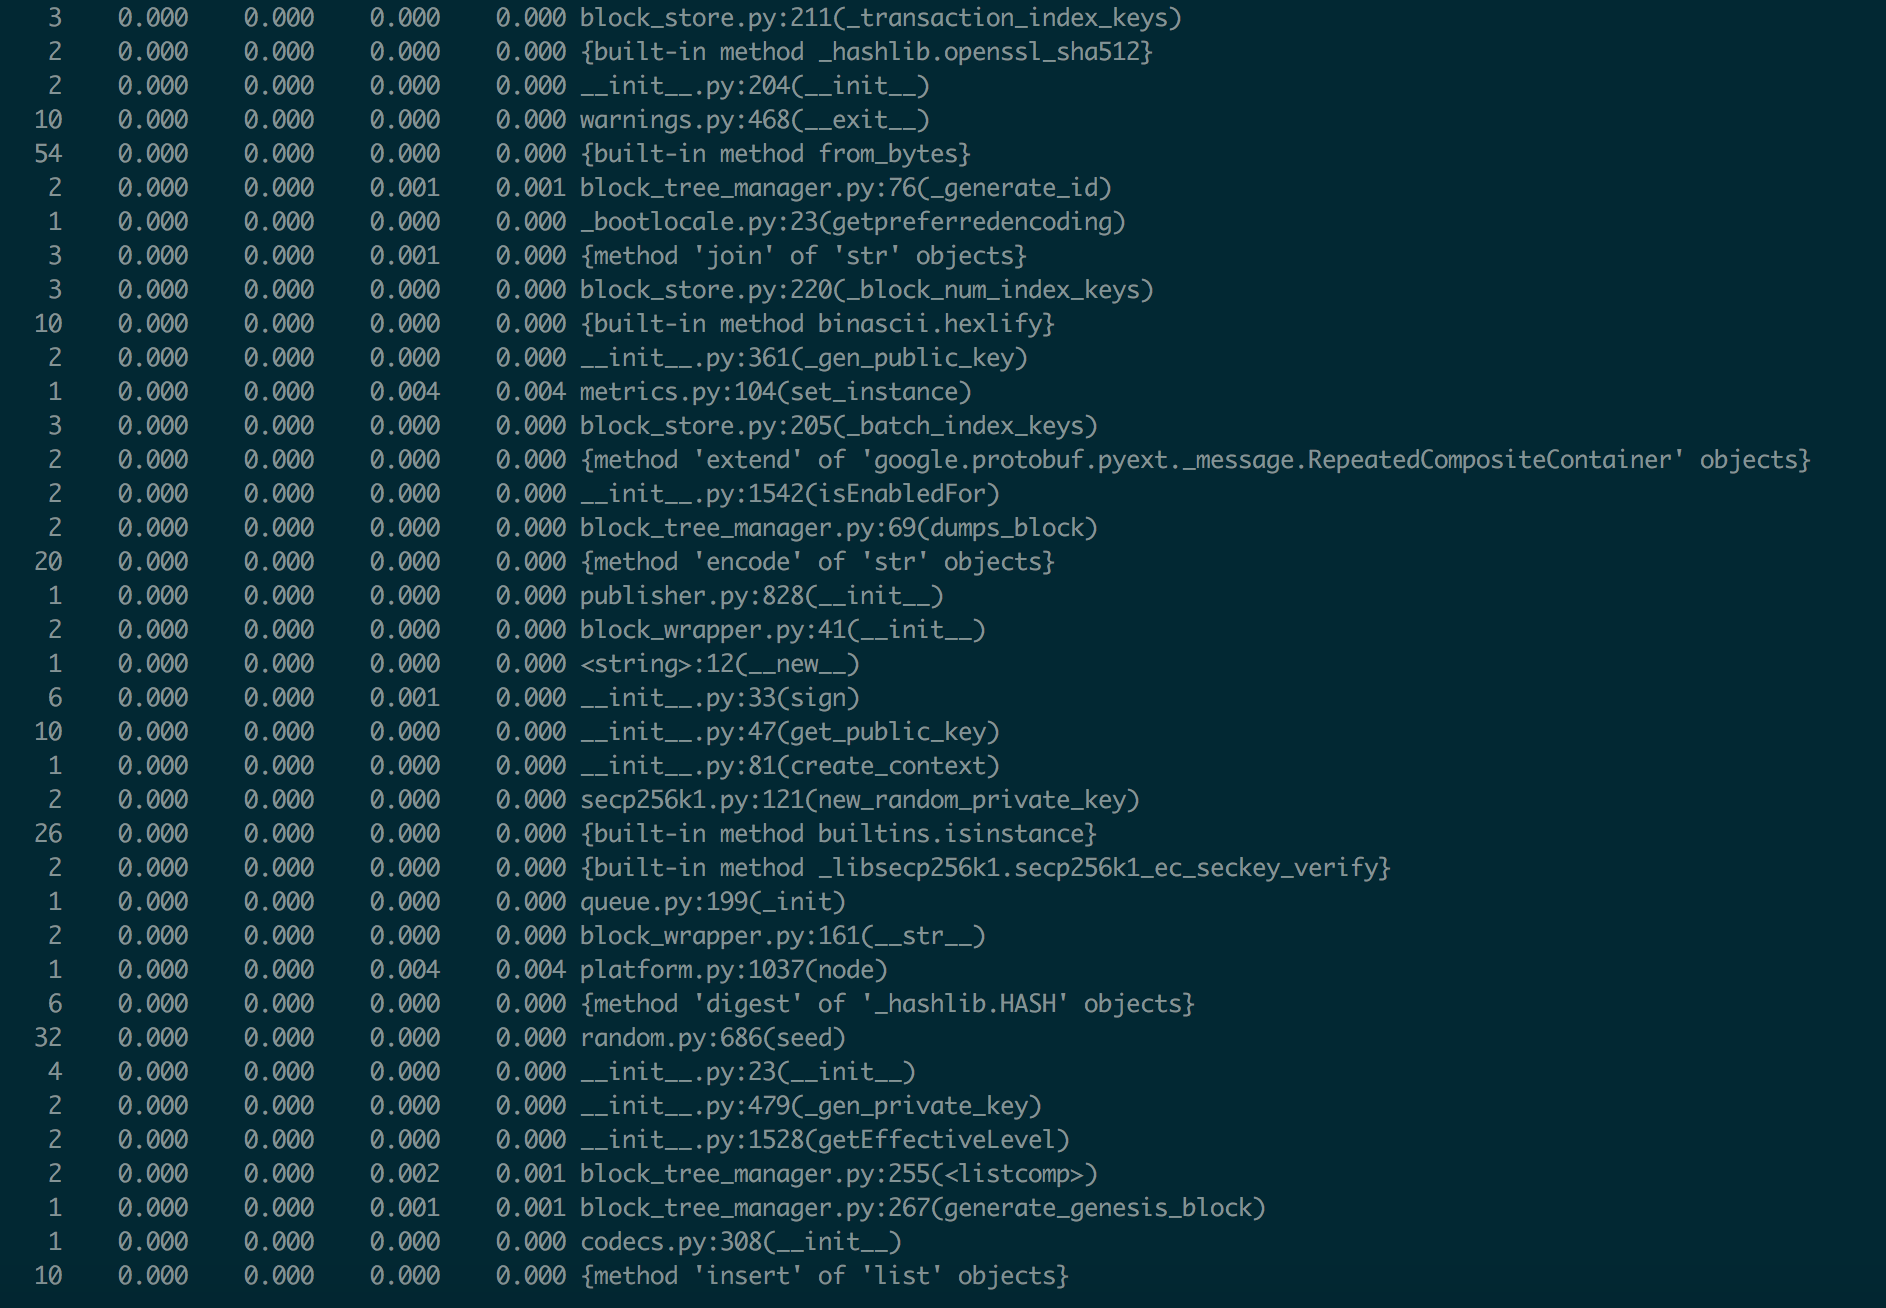 3    0.000    0.000    0.000    0.000 block_store.py:211(_transaction_index_keys)
2    0.000    0.000    0.000    0.000 {built-in method _hashlib.openssl_sha512}
2    0.000    0.000    0.000    0.000 __init__.py:204(__init__)
10    0.000    0.000    0.000    0.000 warnings.py:468(__exit__)
54    0.000    0.000    0.000    0.000 {built-in method from_bytes}
2    0.000    0.000    0.001    0.001 block_tree_manager.py:76(_generate_id)
1    0.000    0.000    0.000    0.000 _bootlocale.py:23(getpreferredencoding)
3    0.000    0.000    0.001    0.000 {method 'join' of 'str' objects}
3    0.000    0.000    0.000    0.000 block_store.py:220(_block_num_index_keys)
10    0.000    0.000    0.000    0.000 {built-in method binascii.hexlify}
2    0.000    0.000    0.000    0.000 __init__.py:361(_gen_public_key)
1    0.000    0.000    0.004    0.004 metrics.py:104(set_instance)
3    0.000    0.000    0.000    0.000 block_store.py:205(_batch_index_keys)
2    0.000    0.000    0.000    0.000 {method 'extend' of 'google.protobuf.pyext._message.RepeatedCompositeContainer' objects}
2    0.000    0.000    0.000    0.000 __init__.py:1542(isEnabledFor)
2    0.000    0.000    0.000    0.000 block_tree_manager.py:69(dumps_block)
20    0.000    0.000    0.000    0.000 {method 'encode' of 'str' objects}
1    0.000    0.000    0.000    0.000 publisher.py:828(__init__)
2    0.000    0.000    0.000    0.000 block_wrapper.py:41(__init__)
1    0.000    0.000    0.000    0.000 <string>:12(__new__)
6    0.000    0.000    0.001    0.000 __init__.py:33(sign)
10    0.000    0.000    0.000    0.000 __init__.py:47(get_public_key)
1    0.000    0.000    0.000    0.000 __init__.py:81(create_context)
2    0.000    0.000    0.000    0.000 secp256k1.py:121(new_random_private_key)
26    0.000    0.000    0.000    0.000 {built-in method builtins.isinstance}
2    0.000    0.000    0.000    0.000 {built-in method _libsecp256k1.secp256k1_ec_seckey_verify}
1    0.000    0.000    0.000    0.000 queue.py:199(_init)
2    0.000    0.000    0.000    0.000 block_wrapper.py:161(__str__)
1    0.000    0.000    0.004    0.004 platform.py:1037(node)
6    0.000    0.000    0.000    0.000 {method 'digest' of '_hashlib.HASH' objects}
32    0.000    0.000    0.000    0.000 random.py:686(seed)
4    0.000    0.000    0.000    0.000 __init__.py:23(__init__)
2    0.000    0.000    0.000    0.000 __init__.py:479(_gen_private_key)
2    0.000    0.000    0.000    0.000 __init__.py:1528(getEffectiveLevel)
2    0.000    0.000    0.002    0.001 block_tree_manager.py:255(<listcomp>)
1    0.000    0.000    0.001    0.001 block_tree_manager.py:267(generate_genesis_block)
1    0.000    0.000    0.000    0.000 codecs.py:308(__init__)
10    0.000    0.000    0.000    0.000 {method 'insert' of 'list' objects}